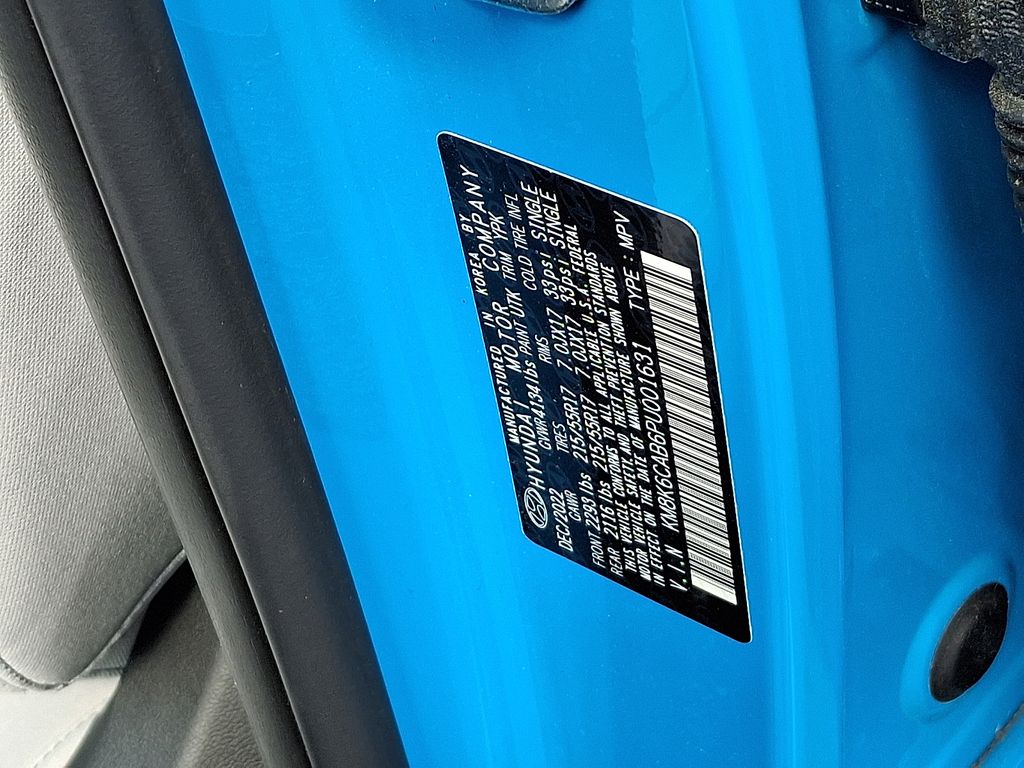 MANUFACTURED IN KOREA BY
HYUNDAI MOTOR COMPANY
DEC/2022 GVWR 4134 lbs PAINT UTK TRIM YPK
GAWR TIRES RIMS COLD TIRE INFL
FRONT 2293 lbs 215/55R17 7.0JX17 33psi SINGLE
REAR 2116 lbs 215/55R17 7.0JX17 33psi SINGLE
THIS VEHICLE CONFORMS TO ALL APPLICABLE U.S.A. FEDERAL
MOTOR VEHICLE SAFETY AND THEFT PREVENTION STANDARDS
IN EFFECT ON THE DATE OF MANUFACTURE SHOWN ABOVE
V.I.N KM8K6CAB6PU001631 TYPE : MPV